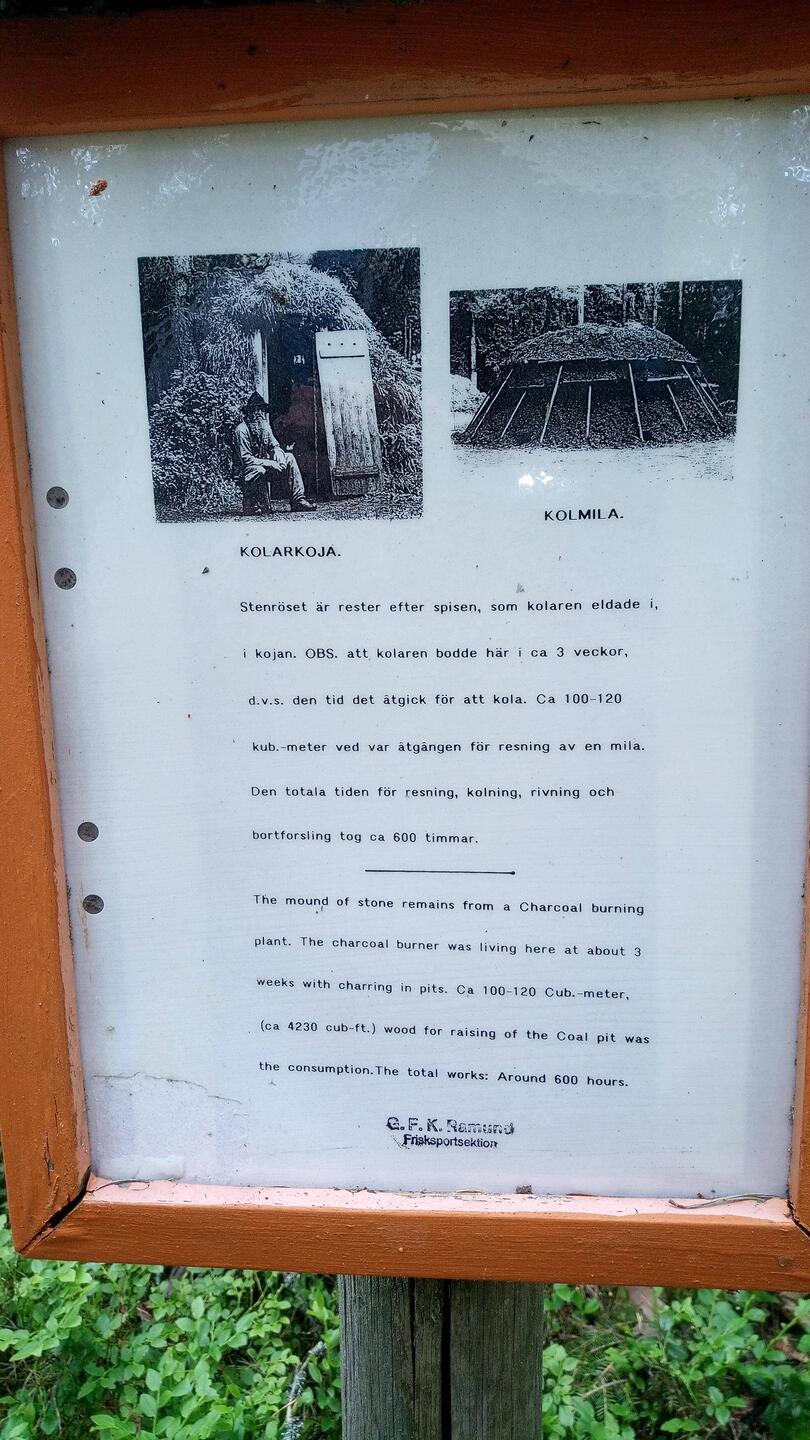 KOLARKOJA.
KOLMILA.
Stenröset är rester efter spisen, som kolaren eldade i,
i kojan. OBS. att kolaren bodde här i ca 3 veckor,
d.v.s. den tid det åtgick för att kola. Ca 100-120
kub.-meter ved var åtgången för resning av en mila.
Den totala tiden för resning, kolning, rivning och
bortforsling tog ca 600 timmar.
The mound of stone remains from a Charcoal burning
plant. The charcoal burner was living here at about 3
weeks with charring in pits. Ca 100-120 Cub.-meter,
(ca 4230 cub-ft.) wood for raising of the Coal pit was
the consumption.The total works: Around 600 hours.
G.F.K. Ramund
Frisksportsektion